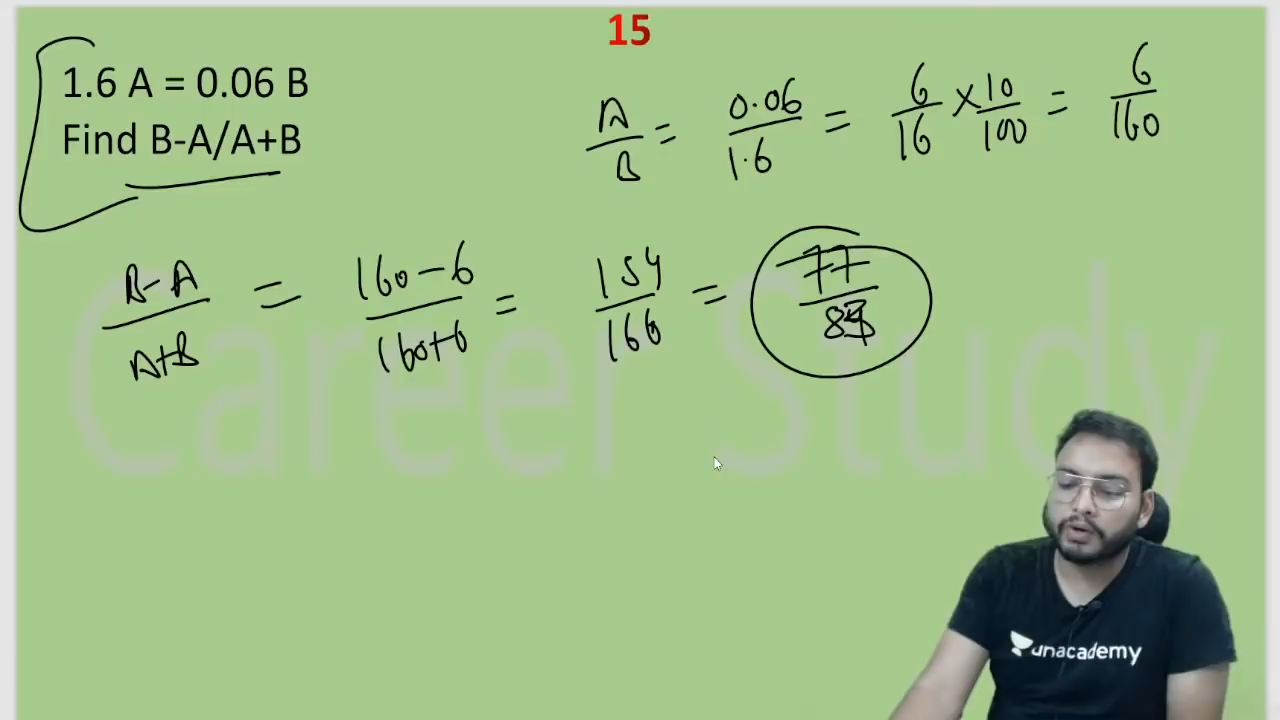 15
1.6 A = 0.06 B
Find B-A/A+B
A/B = 0.06/1.6 = 6/16 × 10/100 = 6/160
B-A/A+B = 160-6/160+6 = 154/166 = 77/83
Career Study
unacademy